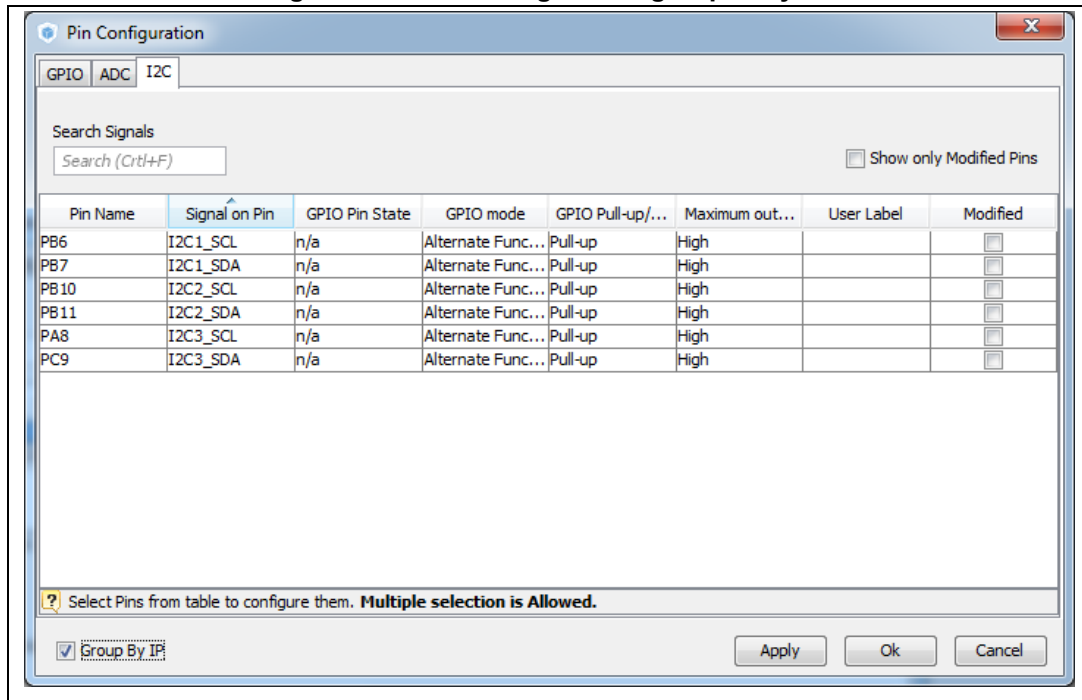 Pin Configuration
X
GPIO ADC I2C
Search Signals
Search (Crtl+F)
Show only Modified Pins
Pin Name Signal on Pin GPIO Pin State GPIO mode GPIO Pull-up/... Maximum out... User Label Modified
PB6 I2C1_SCL n/a Alternate Func... Pull-up High
PB7 I2C1_SDA n/a Alternate Func... Pull-up High
PB10 I2C2_SCL n/a Alternate Func... Pull-up High
PB11 I2C2_SDA n/a Alternate Func... Pull-up High
PA8 I2C3_SCL n/a Alternate Func... Pull-up High
PC9 I2C3_SDA n/a Alternate Func... Pull-up High
? Select Pins from table to configure them. Multiple selection is Allowed.
Group By IP Apply Ok Cancel